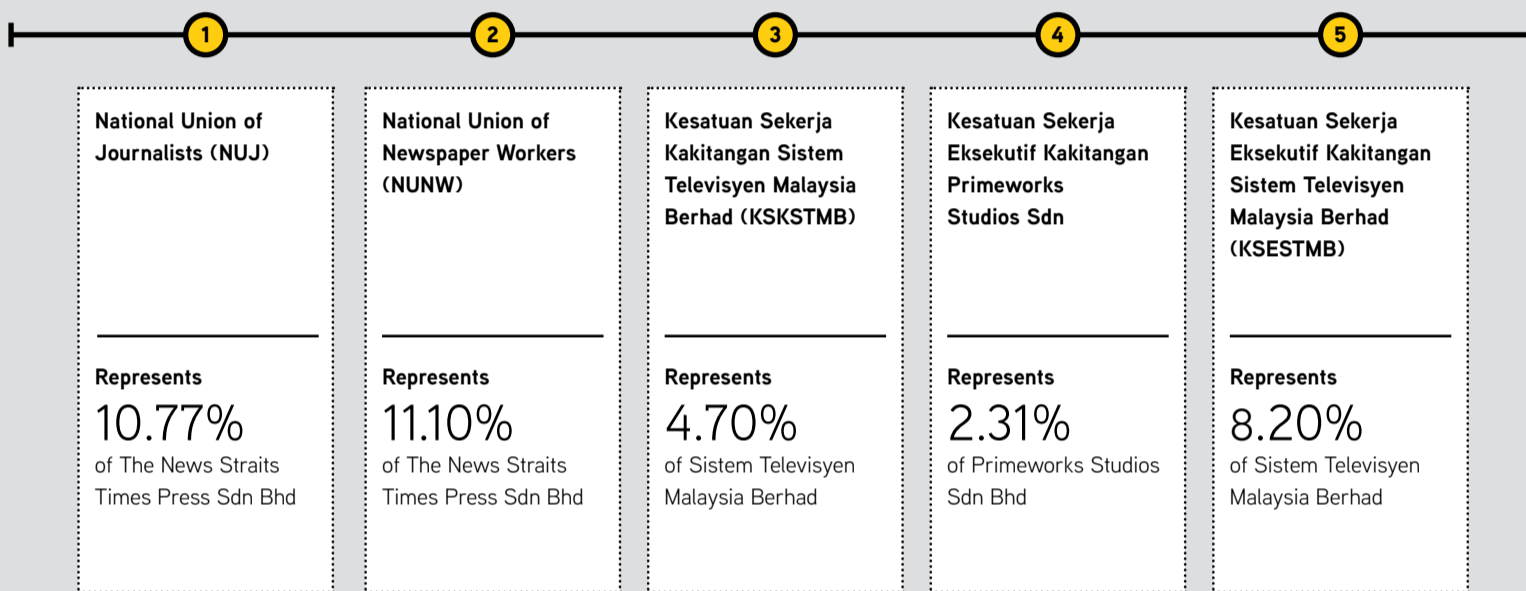 1
2
3
4
5
National Union of
Journalists (NUJ)
Represents
10.77%
of The News Straits
Times Press Sdn Bhd
National Union of
Newspaper Workers
(NUNW)
Represents
11.10%
of The News Straits
Times Press Sdn Bhd
Kesatuan Sekerja
Kakitangan Sistem
Televisyen Malaysia
Berhad (KSKSTMB)
Represents
4.70%
of Sistem Televisyen
Malaysia Berhad
Kesatuan Sekerja
Eksekutif Kakitangan
Primeworks
Studios Sdn
Represents
2.31%
of Primeworks Studios
Sdn Bhd
Kesatuan Sekerja
Eksekutif Kakitangan
Sistem Televisyen
Malaysia Berhad
(KSESTMB)
Represents
8.20%
of Sistem Televisyen
Malaysia Berhad